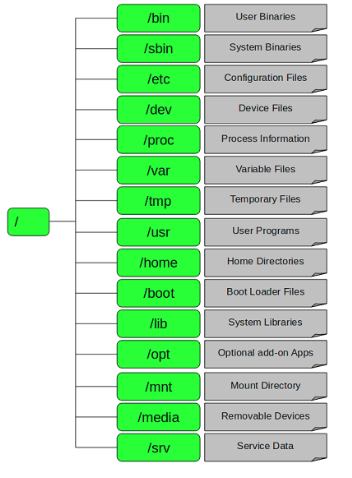 /bin User Binaries
/sbin System Binaries
/etc Configuration Files
/dev Device Files
/proc Process Information
/var Variable Files
/tmp Temporary Files
/
/usr User Programs
/home Home Directories
/boot Boot Loader Files
/lib System Libraries
/opt Optional add-on Apps
/mnt Mount Directory
/media Removable Devices
/srv Service Data